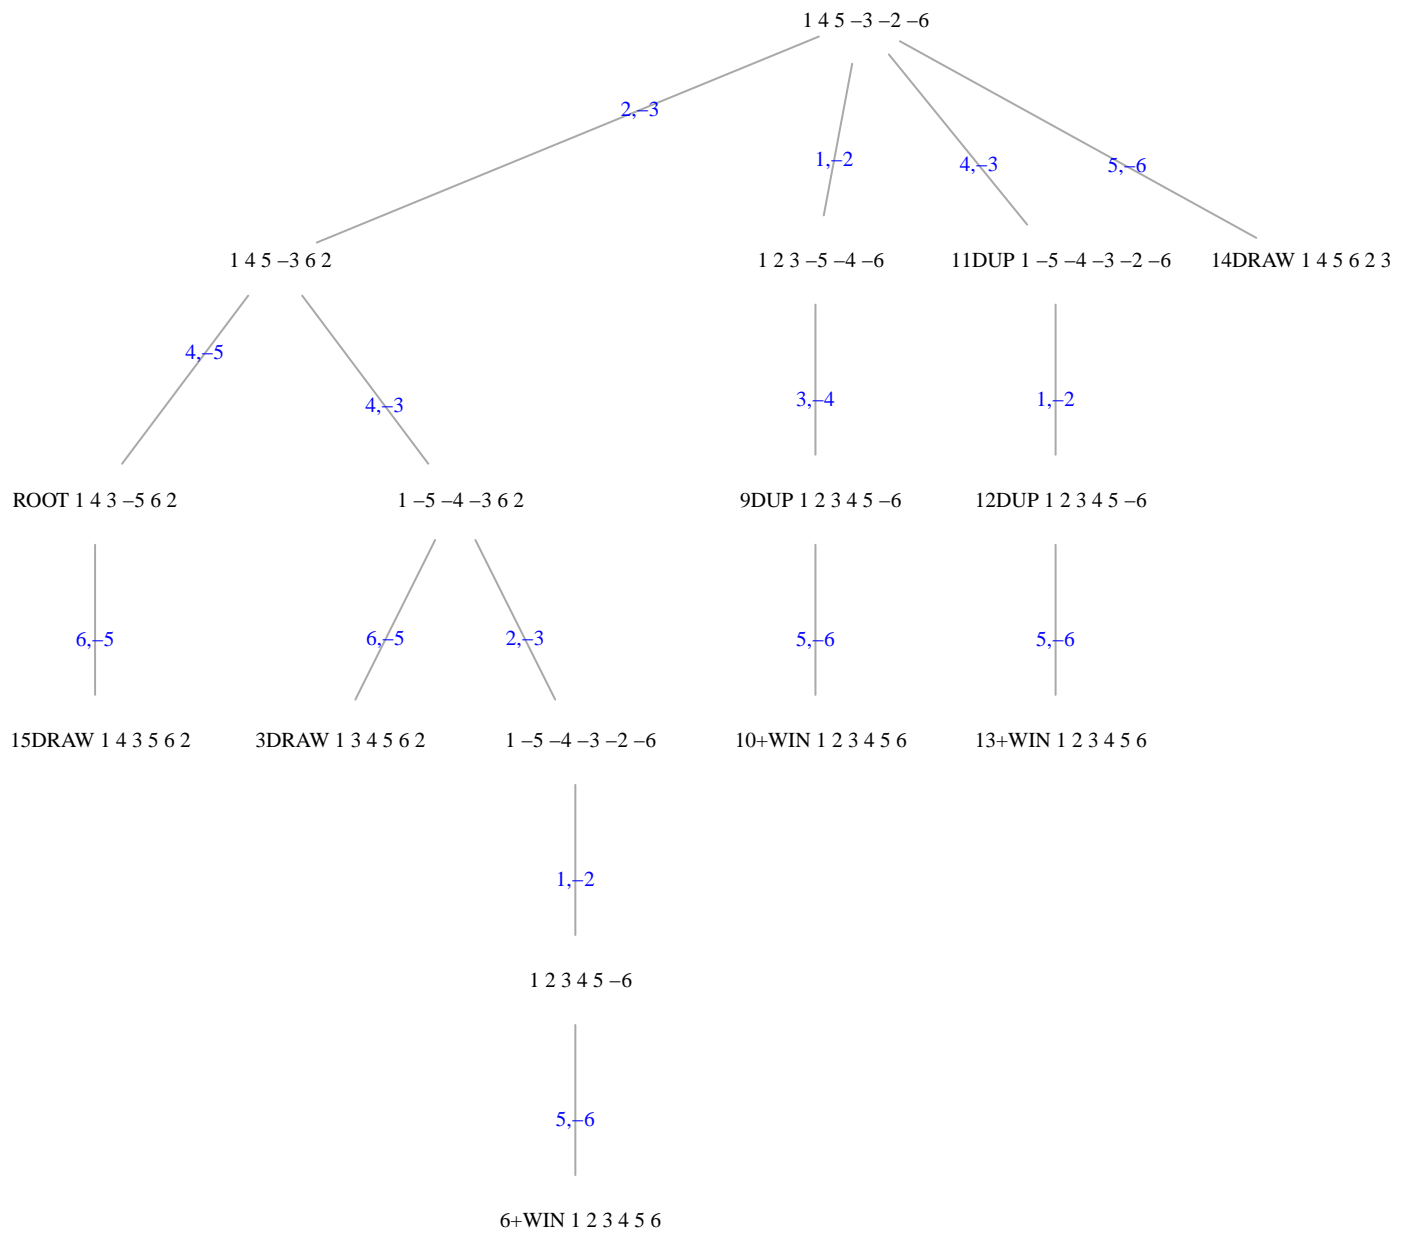 1 4 5 −3 −2 −6
2,−3
1,−2
4,−3
5,−6
1 4 5 −3 6 2
1 2 3 −5 −4 −6
11DUP 1 −5 −4 −3 −2 −6
14DRAW 1 4 5 6 2 3
4,−5
4,−3
3,−4
1,−2
ROOT 1 4 3 −5 6 2
1 −5 −4 −3 6 2
9DUP 1 2 3 4 5 −6
12DUP 1 2 3 4 5 −6
6,−5
6,−5
2,−3
5,−6
5,−6
15DRAW 1 4 3 5 6 2
3DRAW 1 3 4 5 6 2
1 −5 −4 −3 −2 −6
10+WIN 1 2 3 4 5 6
13+WIN 1 2 3 4 5 6
1,−2
1 2 3 4 5 −6
5,−6
6+WIN 1 2 3 4 5 6